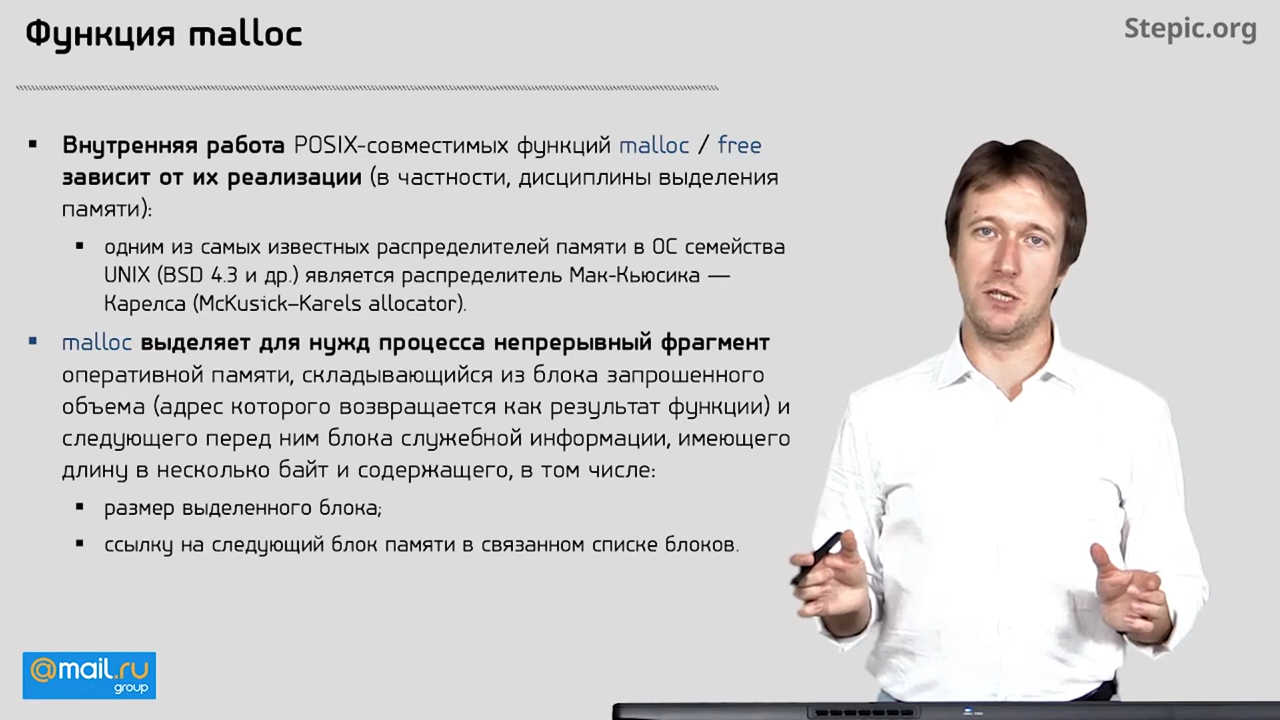 Функция malloc
Stepic.org
Внутренняя работа POSIX-совместимых функций malloc / free
зависит от их реализации (в частности, дисциплины выделения
памяти):
одним из самых известных распределителей памяти в ОС семейства
UNIX (BSD 4.3 и др.) является распределитель Мак-Кьюсика —
Карелса (McKusick–Karels allocator).
malloc выделяет для нужд процесса непрерывный фрагмент
оперативной памяти, складывающийся из блока запрошенного
объема (адрес которого возвращается как результат функции) и
следующего перед ним блока служебной информации, имеющего
длину в несколько байт и содержащего, в том числе:
размер выделенного блока;
ссылку на следующий блок памяти в связанном списке блоков.
@mail.ru
group